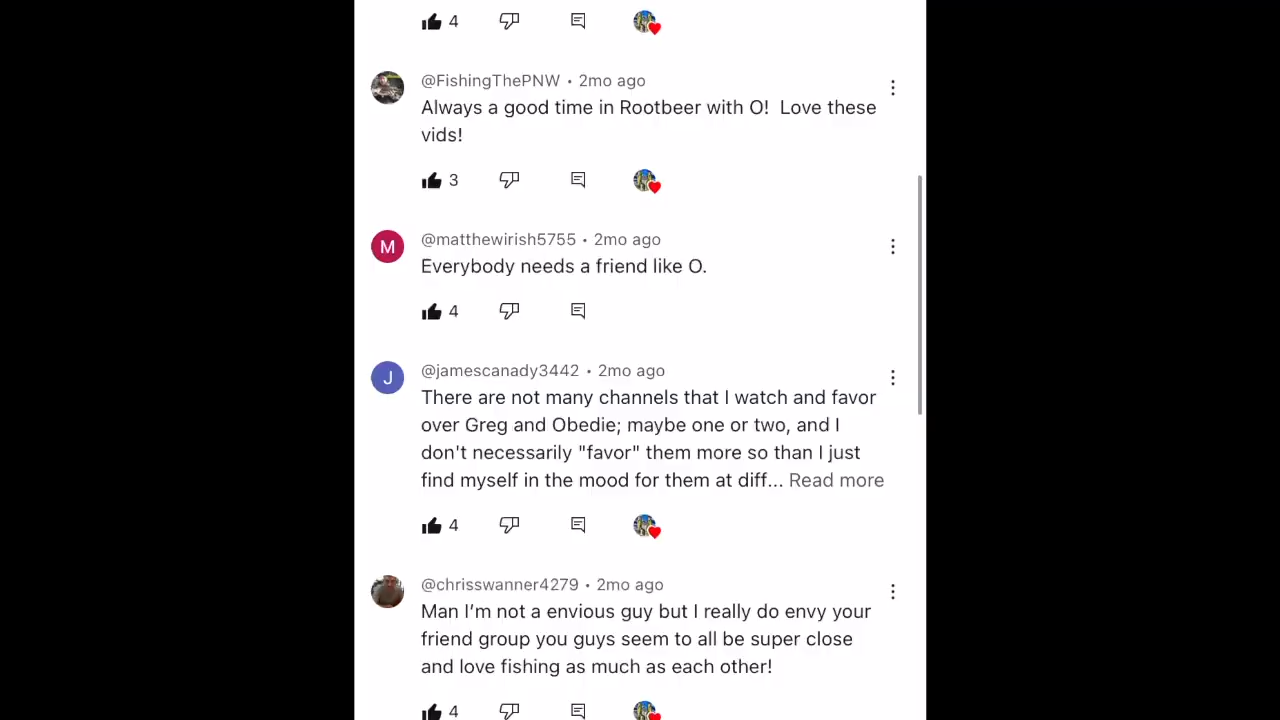 4
@FishingThePNW • 2mo ago
Always a good time in Rootbeer with O!  Love these
vids!
3
M
@matthewirish5755 • 2mo ago
Everybody needs a friend like O.
4
J
@jamescanady3442 • 2mo ago
There are not many channels that I watch and favor
over Greg and Obedie; maybe one or two, and I
don't necessarily "favor" them more so than I just
find myself in the mood for them at diff... Read more
4
@chrisswanner4279 • 2mo ago
Man I'm not a envious guy but I really do envy your
friend group you guys seem to all be super close
and love fishing as much as each other!
4